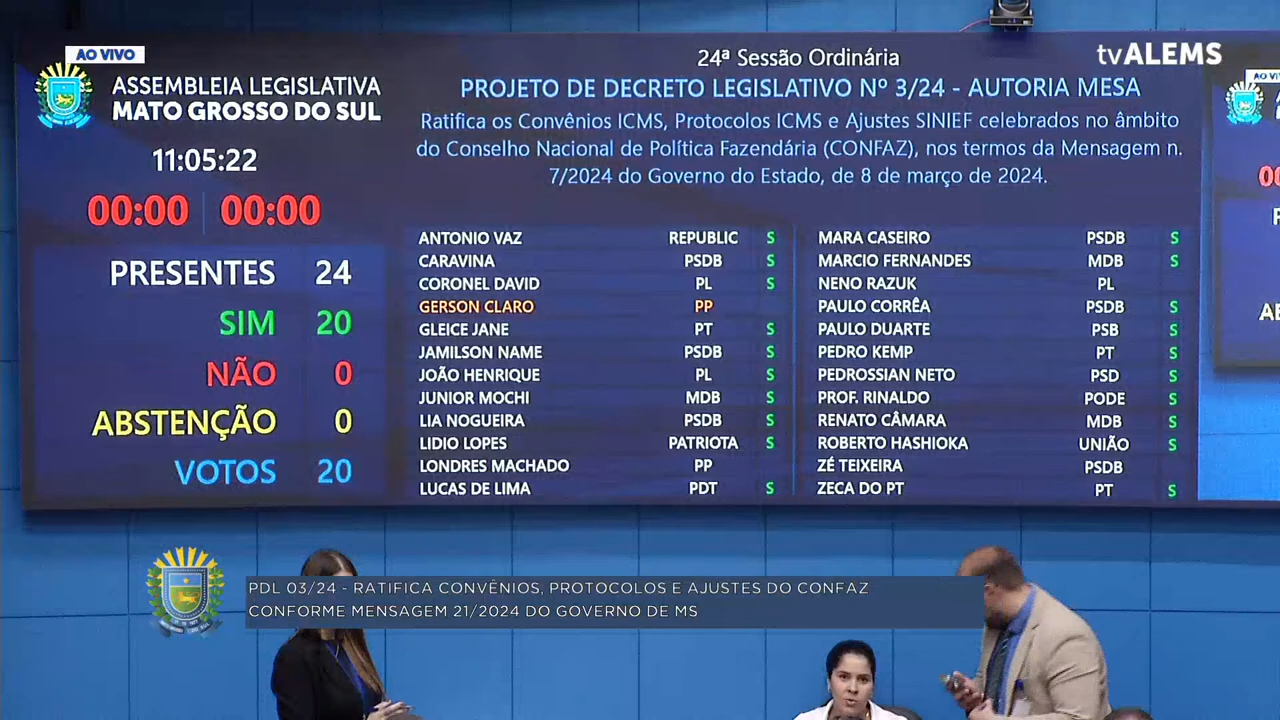 AO VIVO
ASSEMBLEIA LEGISLATIVA
MATO GROSSO DO SUL
11:05:22
00:00 00:00
PRESENTES 24
SIM 20
NÃO 0
ABSTENÇÃO 0
VOTOS 20
24ª Sessão Ordinária
PROJETO DE DECRETO LEGISLATIVO Nº 3/24 - AUTORIA MESA
Ratifica os Convênios ICMS, Protocolos ICMS e Ajustes SINIEF celebrados no âmbito
do Conselho Nacional de Política Fazendária (CONFAZ), nos termos da Mensagem n.
7/2024 do Governo do Estado, de 8 de março de 2024.
ANTONIO VAZ REPUBLIC S
CARAVINA PSDB S
CORONEL DAVID PL S
GERSON CLARO PP
GLEICE JANE PT S
JAMILSON NAME PSDB S
JOÃO HENRIQUE PL S
JUNIOR MOCHI MDB S
LIA NOGUEIRA PSDB S
LIDIO LOPES PATRIOTA S
LONDRES MACHADO PP
LUCAS DE LIMA PDT S
MARA CASEIRO PSDB S
MARCIO FERNANDES MDB S
NENO RAZUK PL
PAULO CORRÊA PSDB S
PAULO DUARTE PSB S
PEDRO KEMP PT S
PEDROSSIAN NETO PSD S
PROF. RINALDO PODE S
RENATO CÂMARA MDB S
ROBERTO HASHIOKA UNIÃO S
ZÉ TEIXEIRA PSDB
ZECA DO PT PT S
tvALEMS
PDL 03/24 - RATIFICA CONVÊNIOS, PROTOCOLOS E AJUSTES DO CONFAZ
CONFORME MENSAGEM 21/2024 DO GOVERNO DE MS